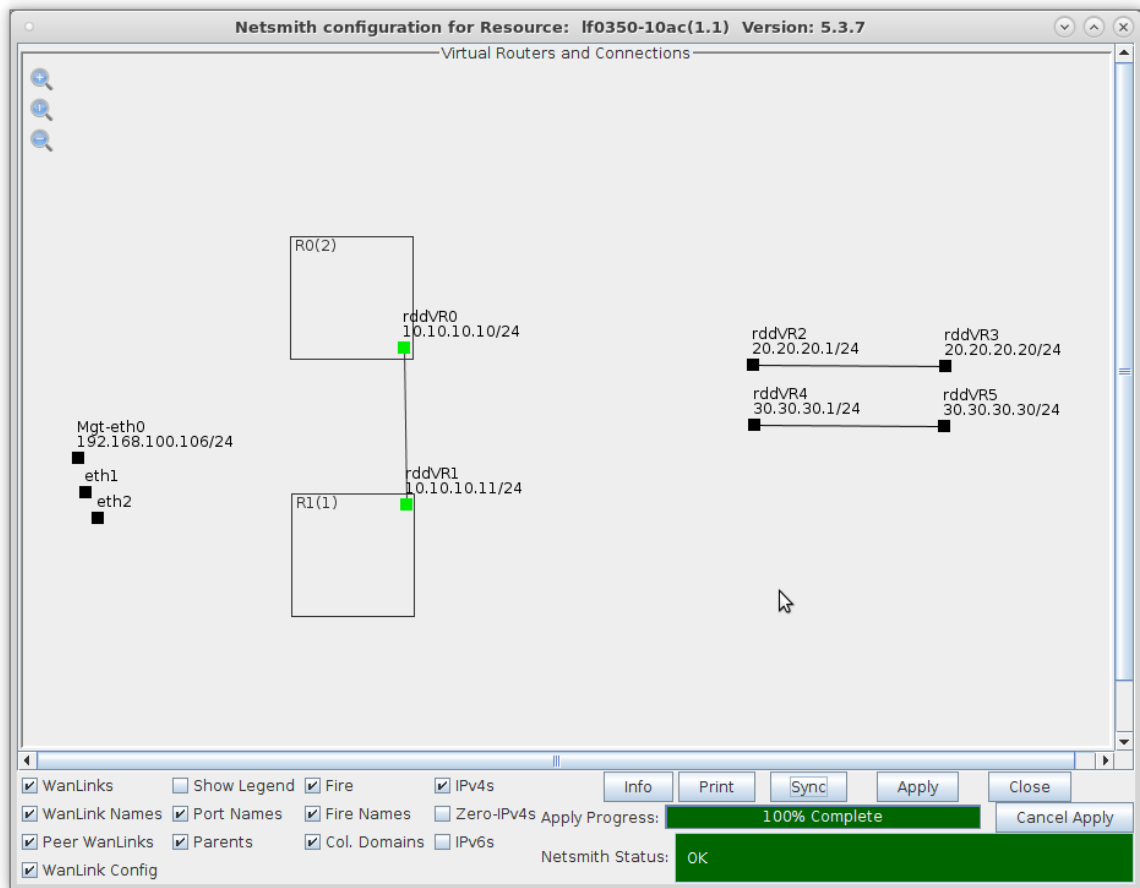 Netsmith configuration for Resource:  lf0350-10ac(1.1)  Version: 5.3.7
Virtual Routers and Connections
R0(2)
rddVR0
10.10.10.10/24
rddVR2
20.20.20.1/24
rddVR3
20.20.20.20/24
rddVR4
30.30.30.1/24
rddVR5
30.30.30.30/24
Mgt-eth0
192.168.100.106/24
eth1
eth2
rddVR1
10.10.10.11/24
R1(1)
WanLinks Show Legend Fire IPv4s Info Print Sync Apply Close
WanLink Names Port Names Fire Names Zero-IPv4s Apply Progress: 100% Complete Cancel Apply
Peer WanLinks Parents Col. Domains IPv6s Netsmith Status: OK
WanLink Config